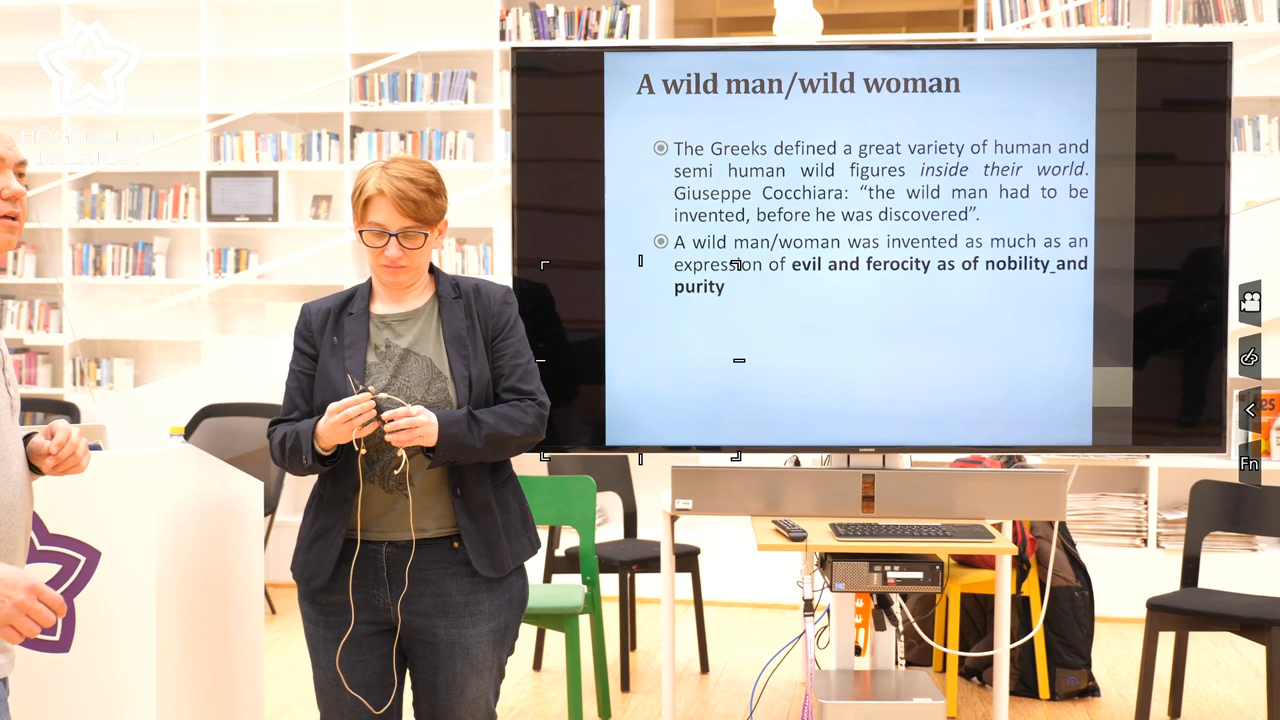 HÖGSKOLAN
DALARNA
A wild man/wild woman
The Greeks defined a great variety of human and
semi human wild figures inside their world.
Giuseppe Cocchiara: “the wild man had to be
invented, before he was discovered”.
A wild man/woman was invented as much as an
expression of evil and ferocity as of nobility and
purity
SAMSUNG
Fn